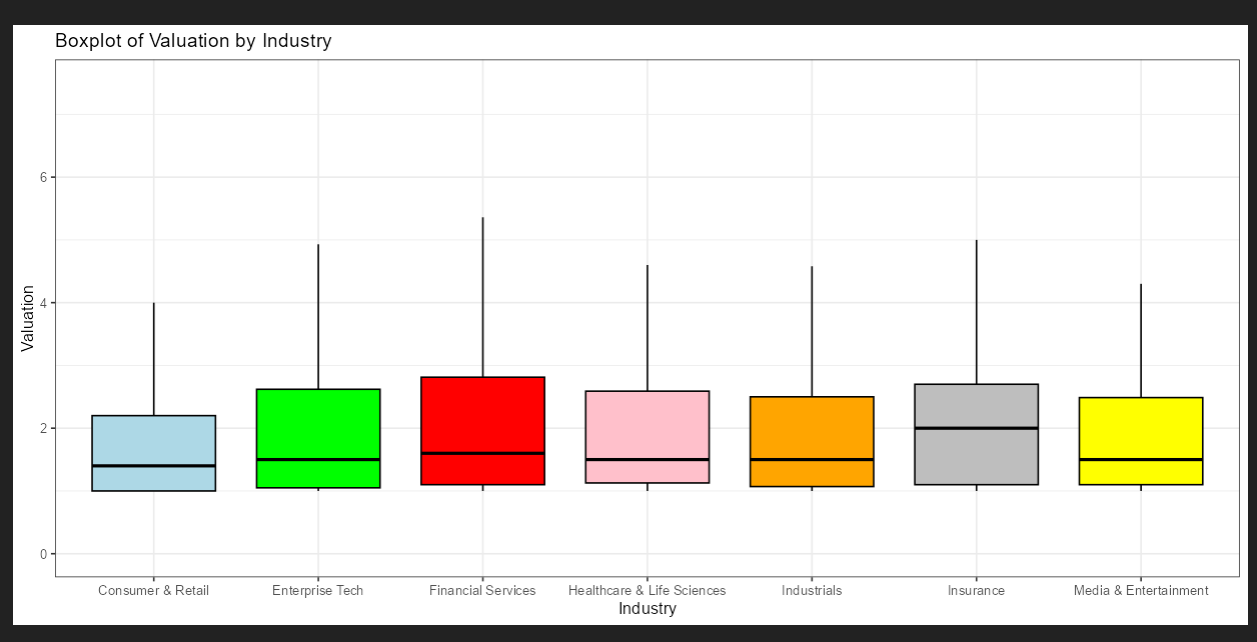 Boxplot of Valuation by Industry
Valuation
6
4
2
0
Consumer & Retail
Enterprise Tech
Financial Services
Healthcare & Life Sciences
Industrials
Insurance
Media & Entertainment
Industry